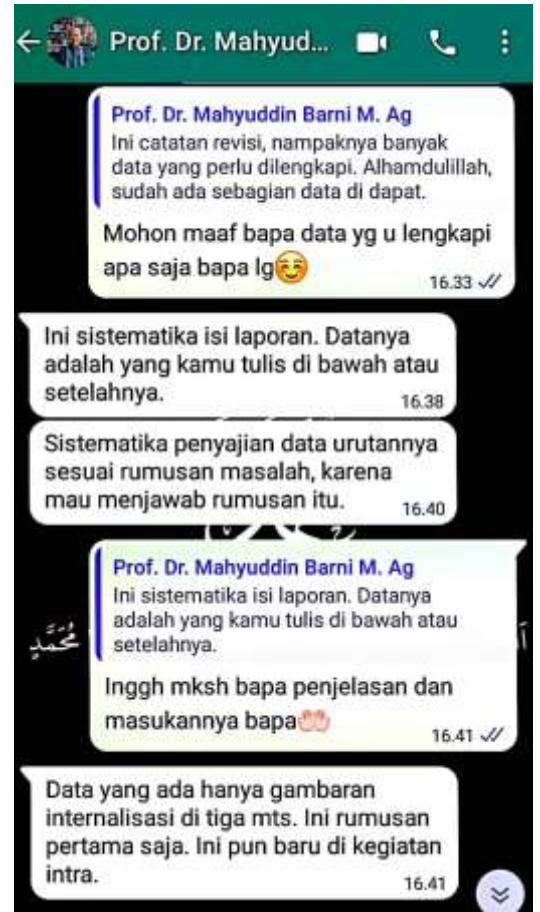 Prof. Dr. Mahyud...
Prof. Dr. Mahyuddin Barni M. Ag
Ini catatan revisi, nampaknya banyak
data yang perlu dilengkapi. Alhamdulillah,
sudah ada sebagian data di dapat.
Mohon maaf bapa data yg u lengkapi
apa saja bapa lg☺️
16.33
Ini sistematika isi laporan. Datanya
adalah yang kamu tulis di bawah atau
setelahnya.
16.38
Sistematika penyajian data urutannya
sesuai rumusan masalah, karena
mau menjawab rumusan itu.
16.40
Prof. Dr. Mahyuddin Barni M. Ag
Ini sistematika isi laporan. Datanya
adalah yang kamu tulis di bawah atau
setelahnya.
مُحَمَّدٍ
Inggh mksh bapa penjelasan dan
masukannya bapa🤲🏻
16.41
Data yang ada hanya gambaran
internalisasi di tiga mts. Ini rumusan
pertama saja. Ini pun baru di kegiatan
intra.
16.41